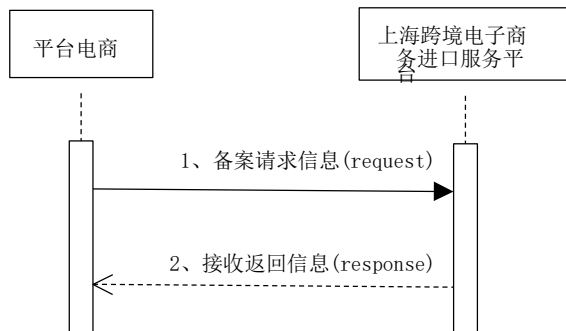 平台电商
上海跨境电子商
务进口服务平
台
1、备案请求信息(request)
2、接收返回信息(response)